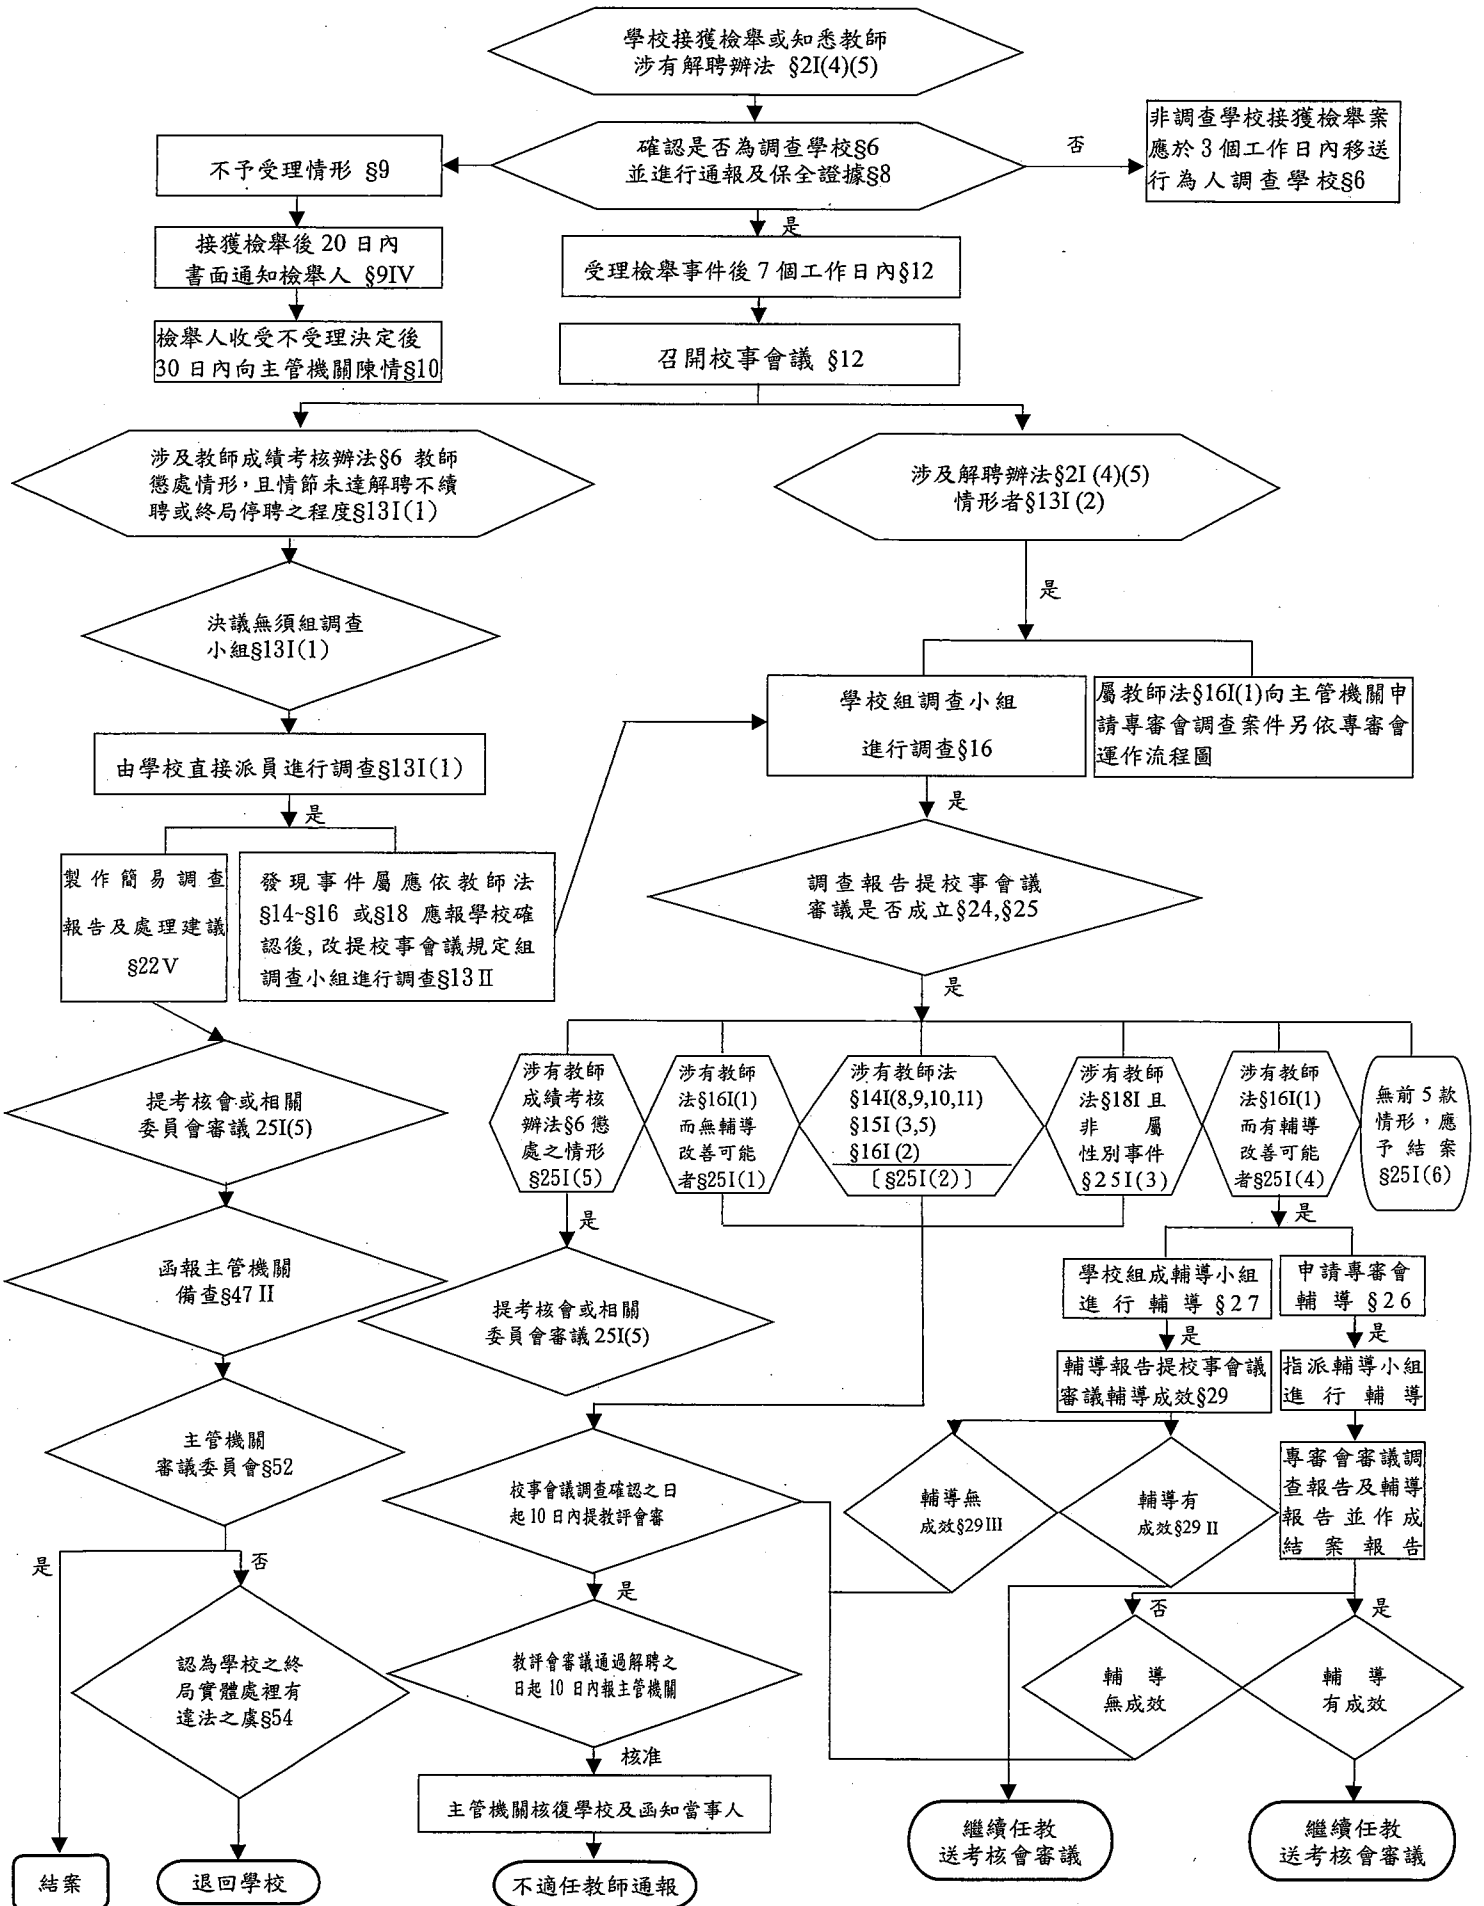 學校接獲檢舉或知悉教師
涉有解聘辦法 §2I(4)(5)
確認是否為調查學校§6
並進行通報及保全證據§8
否
非調查學校接獲檢舉案
應於3個工作日內移送
行為人調查學校§6
不予受理情形 §9
接獲檢舉後20日內
書面通知檢舉人 §9IV
檢舉人收受不受理決定後
30日內向主管機關陳情§10
是
受理檢舉事件後7個工作日內§12
召開校事會議 §12
涉及教師成績考核辦法§6 教師
懲處情形，且情節未達解聘不續
聘或終局停聘之程度§13I(1)
涉及解聘辦法§2I (4)(5)
情形者§13I (2)
決議無須組調查
小組§13I(1)
是
由學校直接派員進行調查§13I(1)
學校組調查小組
進行調查§16
屬教師法§16I(1)向主管機關申
請專審會調查案件另依專審會
運作流程圖
是
製作簡易調查
報告及處理建議
§22V
發現事件屬應依教師法
§14~§16 或§18 應報學校確
認後,改提校事會議規定組
調查小組進行調查§13II
是
調查報告提校事會議
審議是否成立§24,§25
是
涉有教師
成績考核
辦法§6懲
處之情形
§25I(5)
涉有教師
法§16I(1)
而無輔導
改善可能
者§25I(1)
涉有教師法
§14I(8,9,10,11)
§15I (3,5)
§16I (2)
〔§25I(2)〕
涉有教師
法§18I且
非屬
性別事件
§25I(3)
涉有教師
法§16I(1)
而有輔導
改善可能
者§25I(4)
無前5款
情形，應
予結案
§25I(6)
提考核會或相關
委員會審議25I(5)
是
提考核會或相關
委員會審議25I(5)
是
學校組成輔導小組
進行輔導§27
申請專審會
輔導§26
函報主管機關
備查§47II
是
輔導報告提校事會議
審議輔導成效§29
是
指派輔導小組
進行輔導
主管機關
審議委員會§52
校事會議調查確認之日
起10日內提教評會審
輔導無
成效§29III
輔導有
成效§29II
專審會審議調
查報告及輔導
報告並作成
結案報告
是
否
認為學校之終
局實體處裡有
違法之虞§54
是
教評會審議通過解聘之
日起10日內報主管機關
否
輔導
無成效
是
輔導
有成效
核准
主管機關核復學校及函知當事人
結案
退回學校
不適任教師通報
繼續任教
送考核會審議
繼續任教
送考核會審議